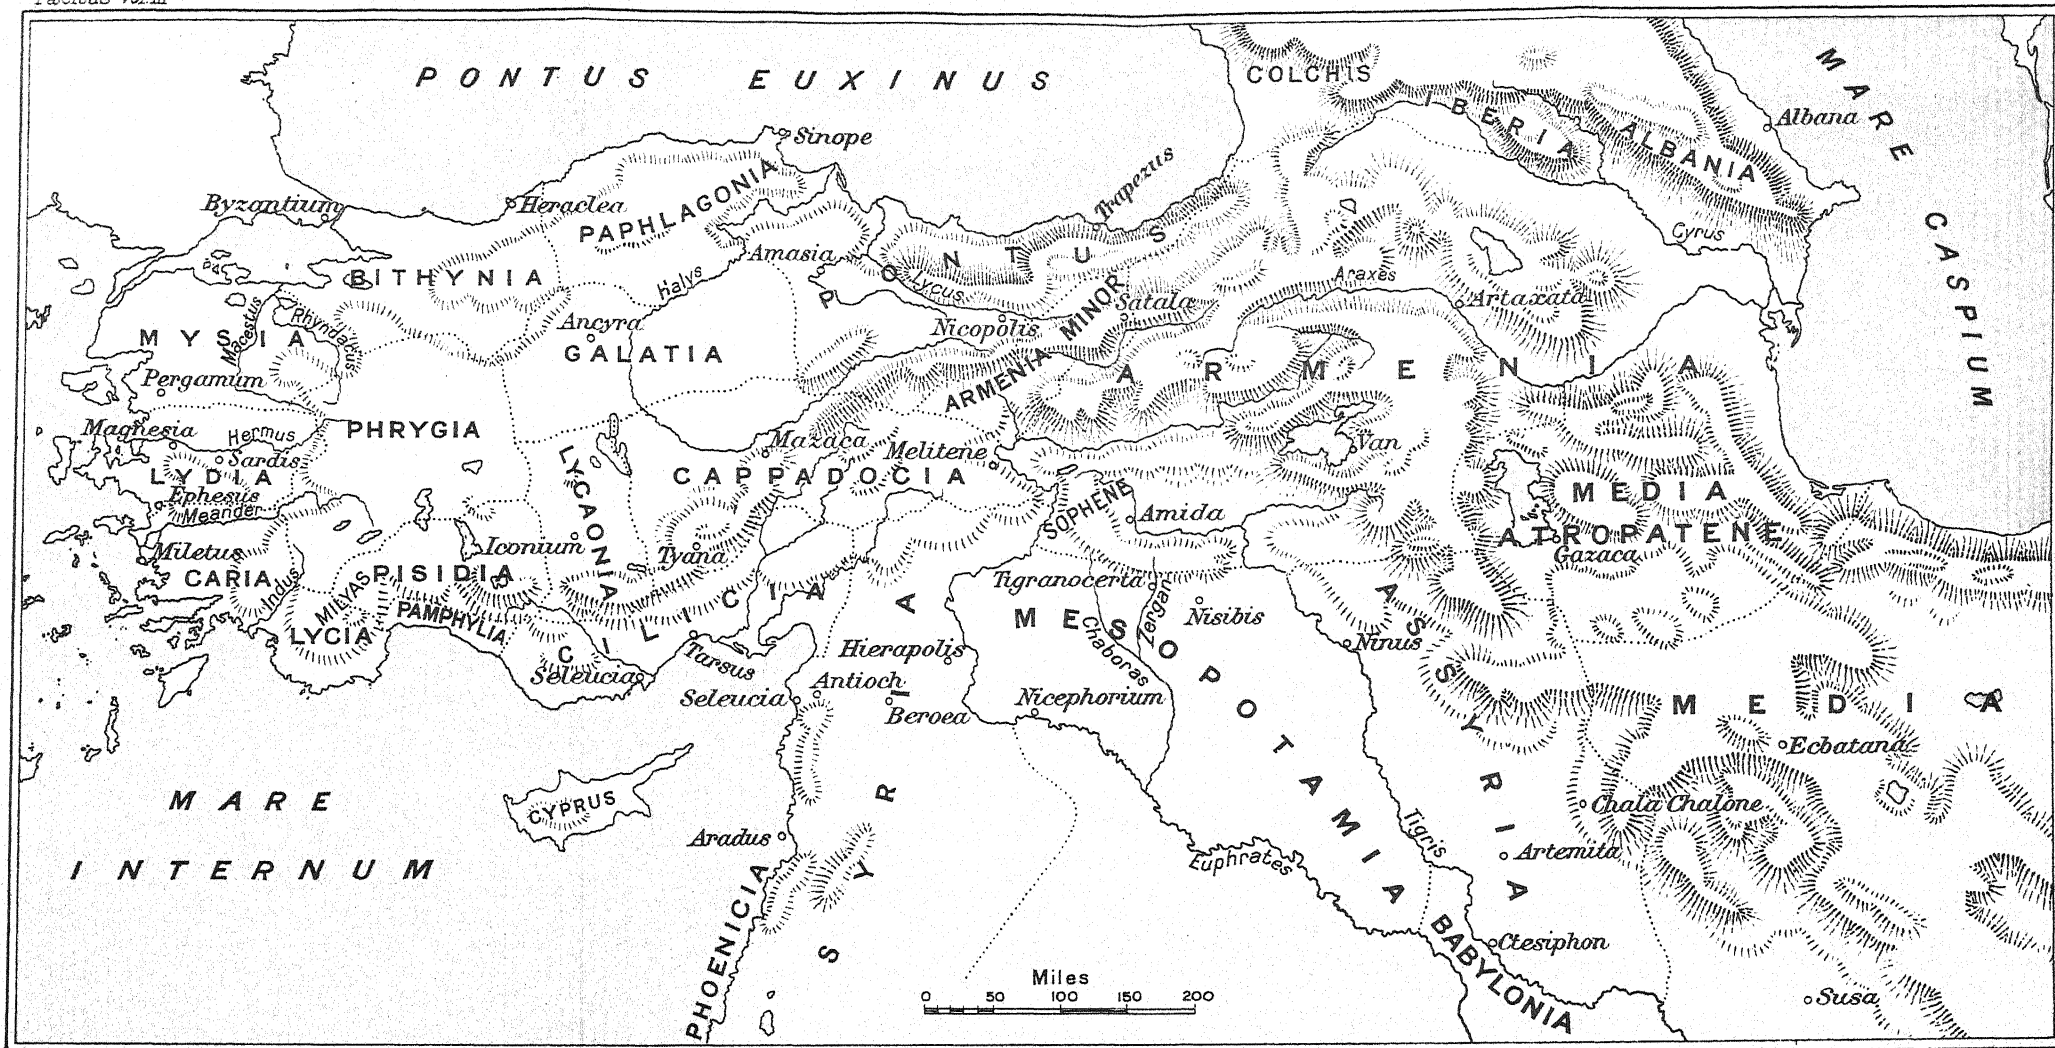 PONTUS EUXINUS
COLCHIS
MARE CASPIUM
IBERIA
ALBANIA
Albana
Sinope
Trapezus
Byzantium
Heraclea
PAPHLAGONIA
Amasia
PONTUS
Cyrus
BITHYNIA
Halys
Lycus
Araxes
Artaxata
Satala
MYSIA
Macestus
Rhyndacus
Ancyra
GALATIA
Nicopolis
ARMENIA MINOR
ARMENIA
Pergamum
Magnesia
Hermus
PHRYGIA
Sardis
LYDIA
Mazaca
Melitene
Van
LYCAONIA
CAPPADOCIA
SOPHENE
MEDIA
ATROPATENE
Gazaca
Ephesus
Meander
Amida
Miletus
CARIA
Indus
Iconium
PISIDIA
Tyana
MILYAS
PAMPHYLIA
LYCIA
CILICIA
Tigranocerta
Zergan
Nisibis
MESOPOTAMIA
ASSYRIA
Ninus
Chaboras
Seleucia
Tarsus
Hierapolis
Antioch
Seleucia
Beroea
Nicephorium
MEDIA
Ecbatana
MARE
INTERNUM
CYPRUS
SYRIA
Chala Chalone
Aradus
Euphrates
Tigris
Artemita
PHOENICIA
BABYLONIA
Ctesiphon
Susa
Miles
0 50 100 150 200